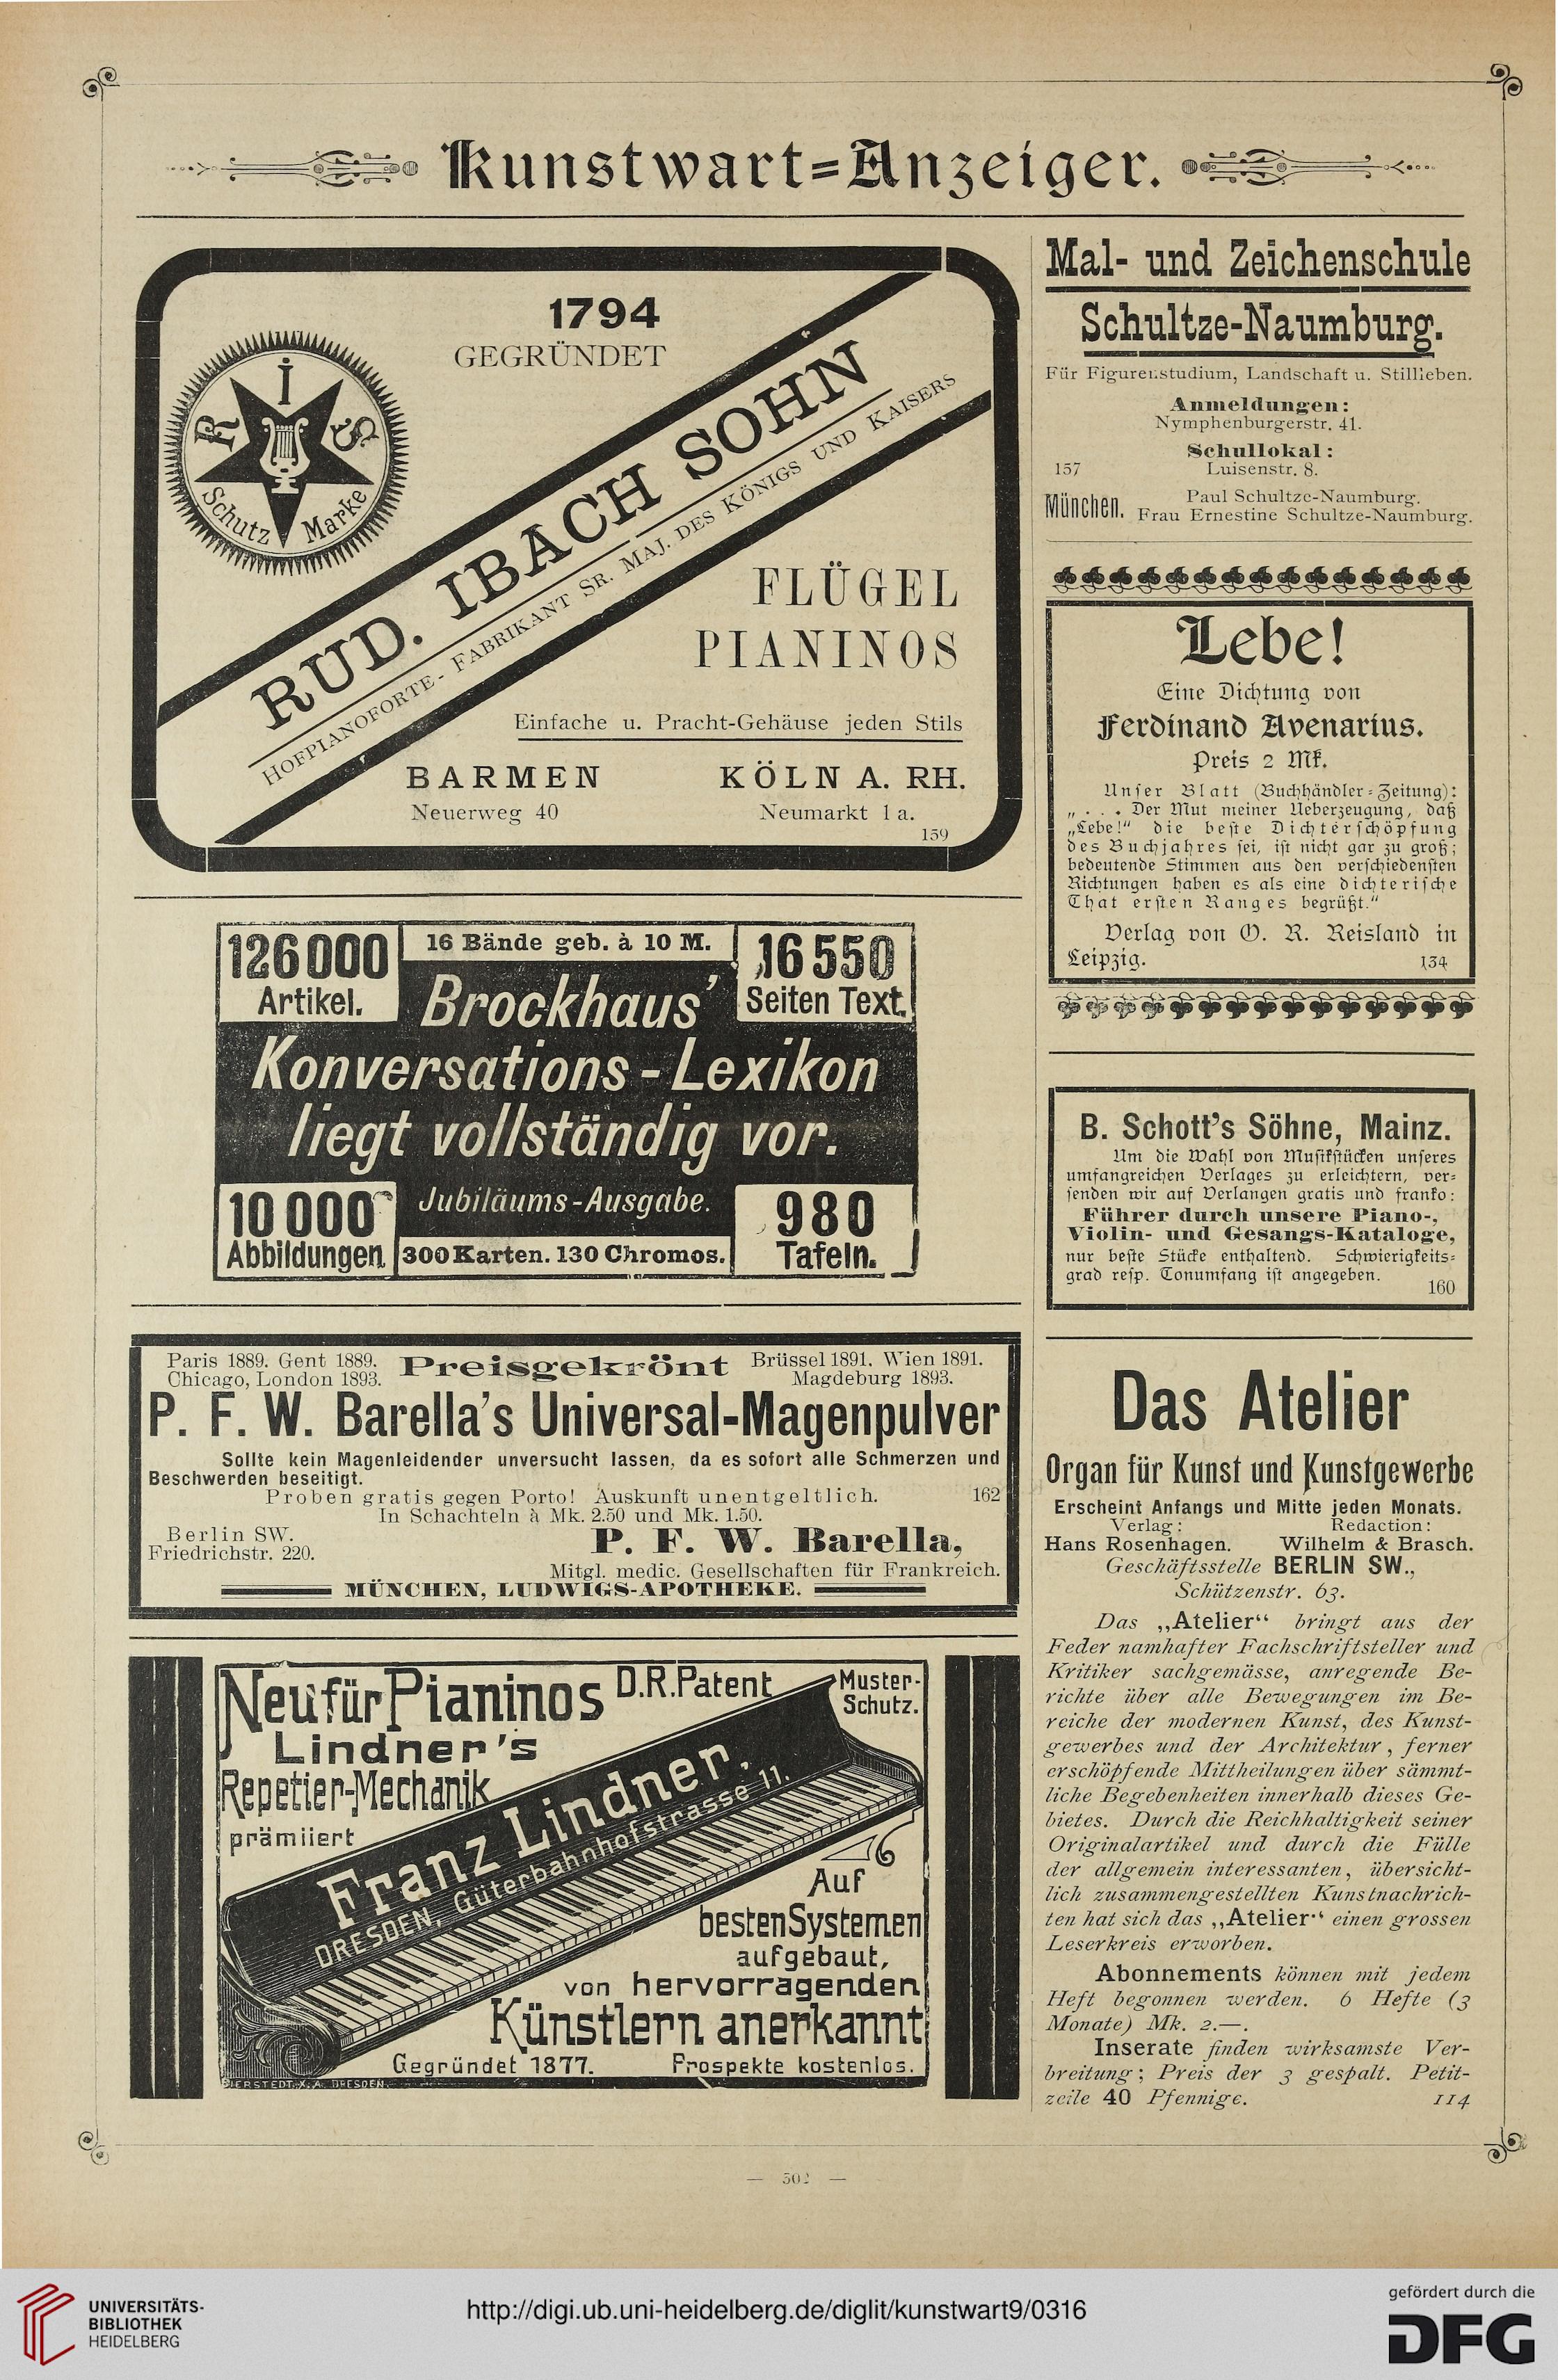 Kunstwart=Anzeiger.
1794
GEGRÜNDET
IRIS
Schutz Marke
RUD. IBACH SOHN
HOFPIANOFORTE-FABRIKANT SR. MAJ. DES KÖNIGS UND KAISERS
FLÜGEL
PIANINOS
Einfache u. Pracht-Gehäuse jeden Stils
BARMEN KÖLN A. RH.
Neuerweg 40 Neumarkt 1 a.
159
126000
Artikel.
16 Bände geb. à 10 M.
16550
Seiten Text.
Brockhaus'
Konversations-Lexikon
liegt vollständig vor.
Jubiläums-Ausgabe.
10000
Abbildungen
300 Karten. 130 Chromos.
980
Tafeln.
Paris 1889. Gent 1889.
Chicago, London 1893.
Preisgekrönt
Brüssel 1891. Wien 1891.
Magdeburg 1893.
P. F. W. Barella's Universal-Magenpulver
Sollte kein Magenleidender unversucht lassen, da es sofort alle Schmerzen und
Beschwerden beseitigt.
Proben gratis gegen Porto! Auskunft unentgeltlich. 162
In Schachteln à Mk. 2.50 und Mk. 1.50.
Berlin SW.
Friedrichstr. 220.
P. F. W. Barella,
Mitgl. medic. Gesellschaften für Frankreich.
MÜNCHEN, LUDWIGS-APOTHEKE.
Neu für Pianinos D.R.Patent
Muster-
Schutz.
Lindner's
Repetier-Mechanik
prämiiert
Franz Lindner.
DRESDEN, Güterbahnhofstrasse 11.
Auf
besten Systemen
aufgebaut,
von hervorragenden
Künstlern anerkannt
Gegründet 1877. Prospekte kostenlos.
Mal- und Zeichenschule
Schultze-Naumburg.
Für Figurenstudium, Landschaft u. Stillleben.
Anmeldungen:
Nymphenburgerstr. 41.
Schullokal:
157 Luisenstr. 8.
München. Paul Schultze-Naumburg.
Frau Ernestine Schultze-Naumburg.
Lebe!
Eine Dichtung von
Ferdinand Avenarius.
Preis 2 Mk.
Unser Blatt (Buchhändler-Zeitung):
„ . . . Der Mut meiner Ueberzeugung, daß
„Lebe!“ die beste Dichterschöpfung
des Buchjahres sei, ist nicht gar zu groß;
bedeutende Stimmen aus den verschiedensten
Richtungen haben es als eine dichterische
That ersten Ranges begrüßt.“
Verlag von O. R. Reisland in
Leipzig. 134
B. Schott's Söhne, Mainz.
Um die Wahl von Musikstücken unseres
umfangreichen Verlages zu erleichtern, ver=
senden wir auf Verlangen gratis und franko:
Führer durch unsere Piano-,
Violin- und Gesangs-Kataloge,
nur beste Stücke enthaltend. Schwierigkeits=
grad resp. Tonumfang ist angegeben.
160
Das Atelier
Organ für Kunst und Kunstgewerbe
Erscheint Anfangs und Mitte jeden Monats.
Verlag: Redaction:
Hans Rosenhagen. Wilhelm & Brasch.
Geschäftsstelle BERLIN SW.,
Schützenstr. 63.
Das „Atelier“ bringt aus der
Feder namhafter Fachschriftsteller und
Kritiker sachgemässe, anregende Be-
richte über alle Bewegungen im Be-
reiche der modernen Kunst, des Kunst-
gewerbes und der Architektur, ferner
erschöpfende Mittheilungen über sämmt-
liche Begebenheiten innerhalb dieses Ge-
bietes. Durch die Reichhaltigkeit seiner
Originalartikel und durch die Fülle
der allgemein interessanten, übersicht-
lich zusammengestellten Kunstnachrich-
ten hat sich das „Atelier“ einen grossen
Leserkreis erworben.
Abonnements können mit jedem
Heft begonnen werden. 6 Hefte (3
Monate) Mk. 2.—.
Inserate finden wirksamste Ver-
breitung; Preis der 3 gespalt. Petit-
zeile 40 Pfennige. 114
— 302 —
UNIVERSITÄTS-
BIBLIOTHEK
HEIDELBERG
http://digi.ub.uni-heidelberg.de/diglit/kunstwart9/0316
gefördert durch die
DFG